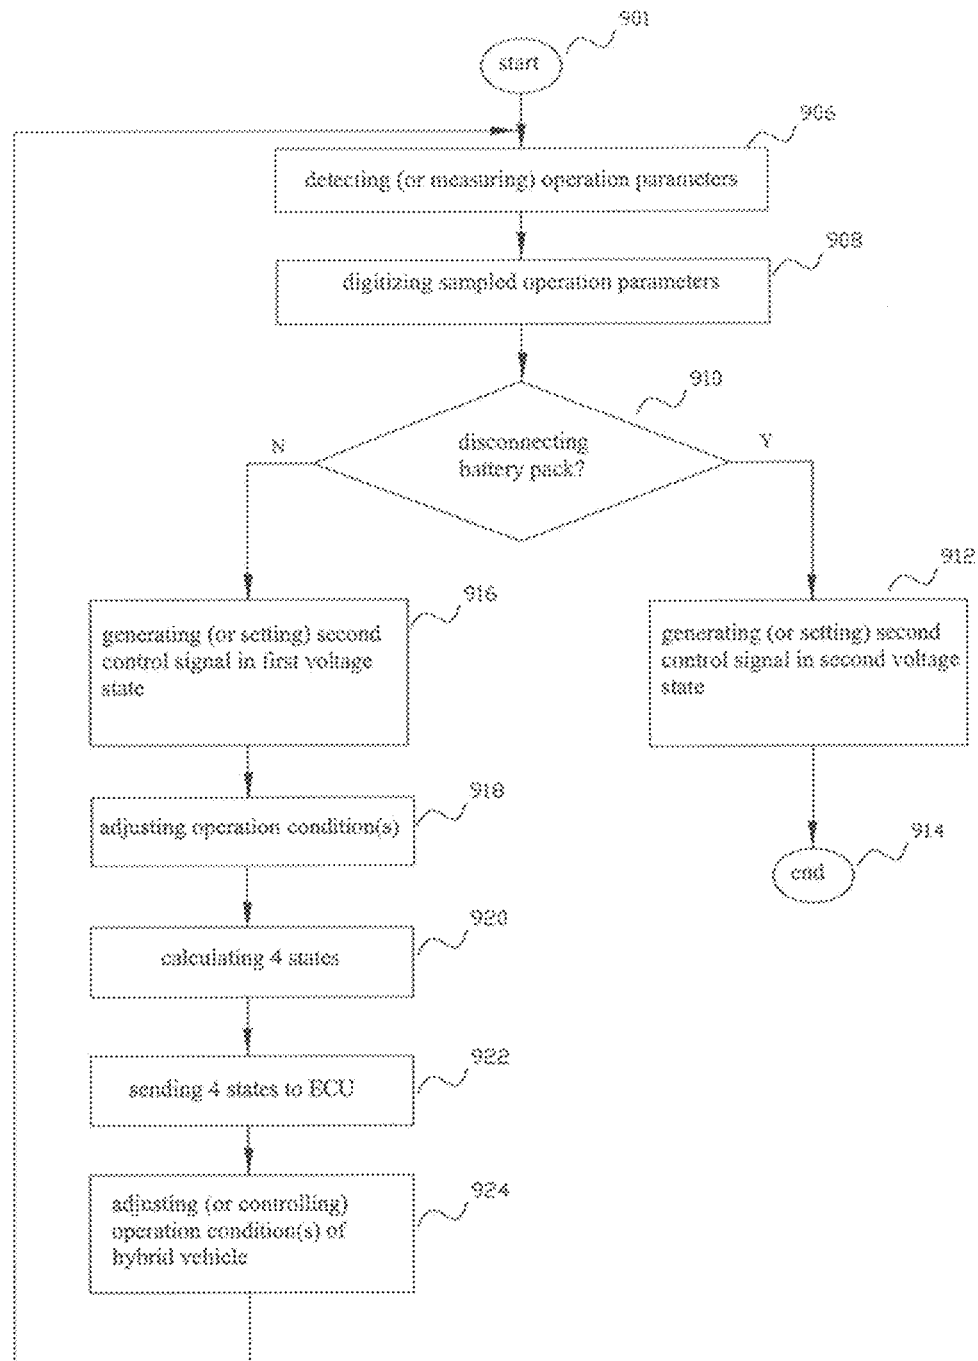 901
start
906
detecting (or measuring) operation parameters
908
digitizing sampled operation parameters
910
disconnecting
battery pack?
N
Y
916
generating (or setting) second
control signal in first voltage
state
912
generating (or setting) second
control signal in second voltage
state
918
adjusting operation condition(s)
914
end
920
calculating 4 states
922
sending 4 states to ECU
924
adjusting (or controlling)
operation condition(s) of
hybrid vehicle